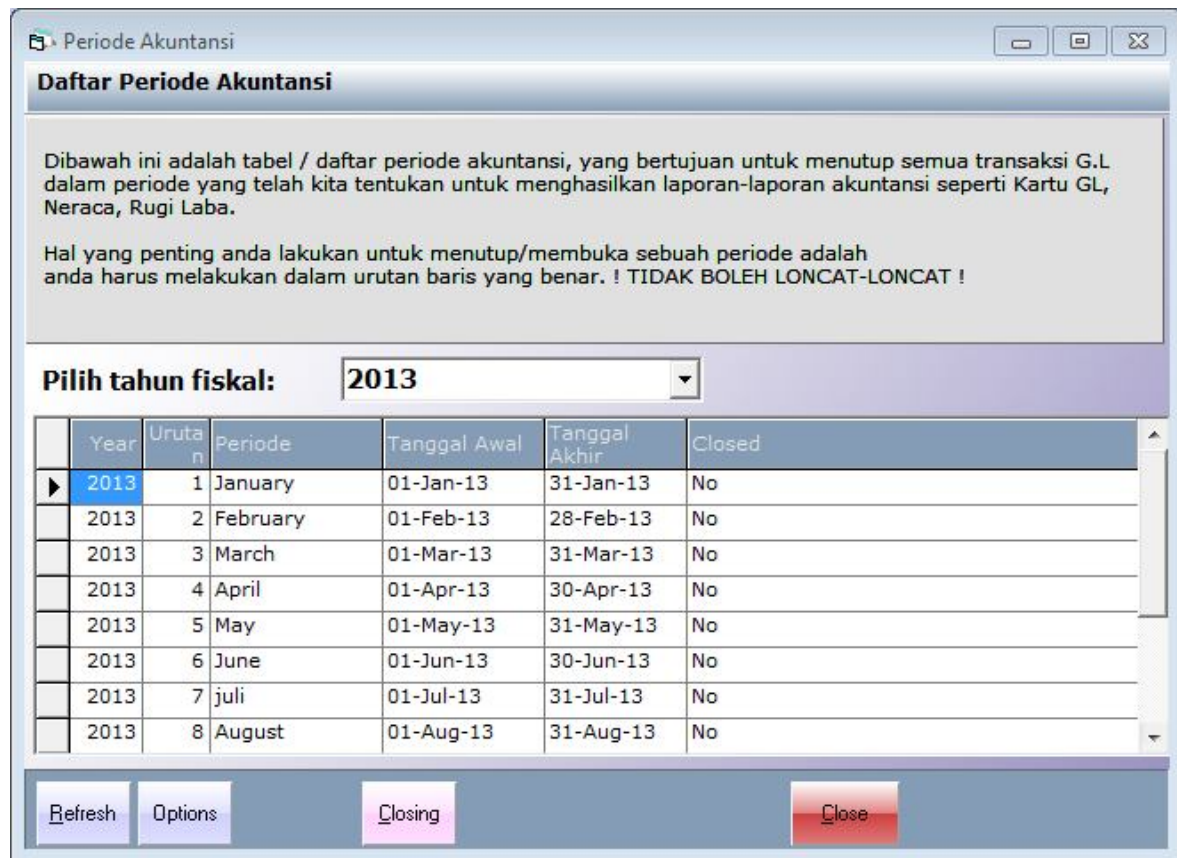 Periode Akuntansi
Daftar Periode Akuntansi
Dibawah ini adalah tabel / daftar periode akuntansi, yang bertujuan untuk menutup semua transaksi G.L
dalam periode yang telah kita tentukan untuk menghasilkan laporan-laporan akuntansi seperti Kartu GL,
Neraca, Rugi Laba.
Hal yang penting anda lakukan untuk menutup/membuka sebuah periode adalah
anda harus melakukan dalam urutan baris yang benar. ! TIDAK BOLEH LONCAT-LONCAT !
Pilih tahun fiskal: 2013
Year Urutan Periode Tanggal Awal Tanggal Akhir Closed
2013 1 January 01-Jan-13 31-Jan-13 No
2013 2 February 01-Feb-13 28-Feb-13 No
2013 3 March 01-Mar-13 31-Mar-13 No
2013 4 April 01-Apr-13 30-Apr-13 No
2013 5 May 01-May-13 31-May-13 No
2013 6 June 01-Jun-13 30-Jun-13 No
2013 7 juli 01-Jul-13 31-Jul-13 No
2013 8 August 01-Aug-13 31-Aug-13 No
Refresh Options Closing Close